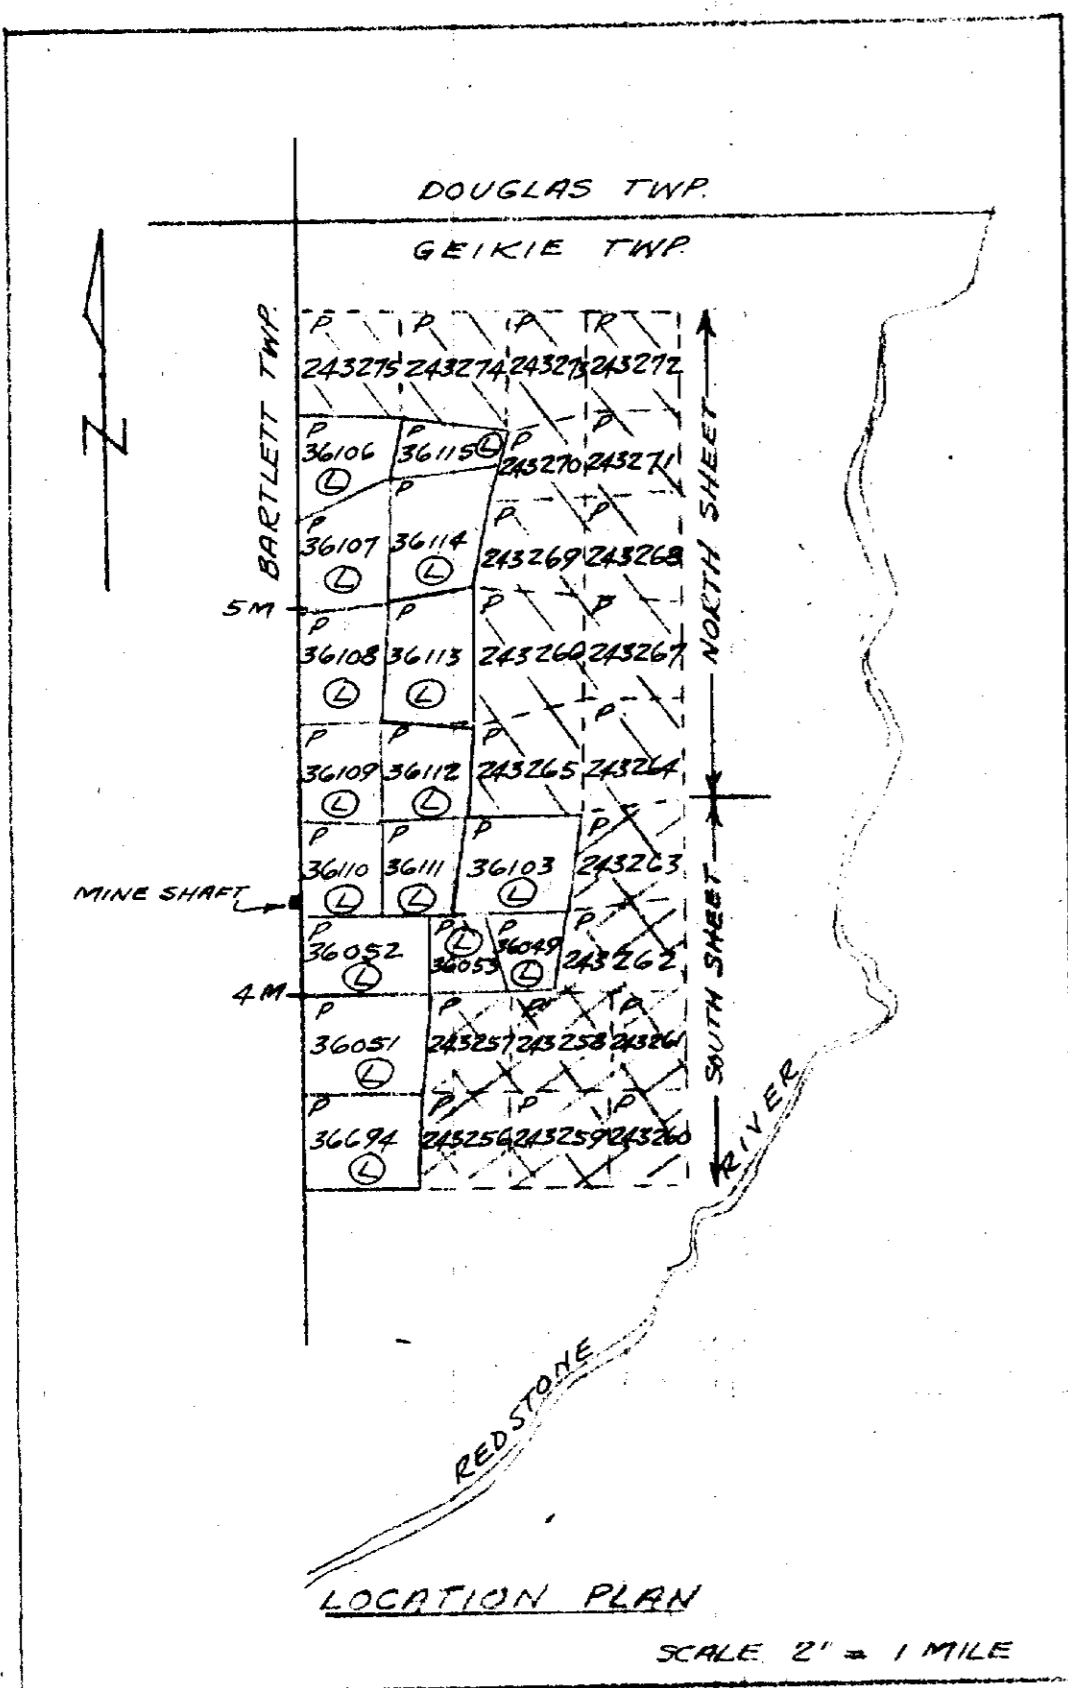 DOUGLAS TWP.
GEIKIE TWP.
BARTLETT TWP.
N
P P P P
243275 243274 243273 243272
P P P P
36106 36115 L 243270 243271
L
P P P P
36107 36114 243269 243268
L L
5M
P P P P
36108 36113 243260 243267
L L
P P P P
36109 36112 243265 243264
L L
P P P P
36110 36111 36103 243263
L L L
MINE SHAFT
P P L P P
36052 36053 36049 243262
L L
4M
P P P P
36051 243257 243258 243261
L
P P P P
36694 243256 243259 243260
L
NORTH SHEET
SOUTH SHEET
REDSTONE RIVER
LOCATION PLAN
SCALE 2" = 1 MILE